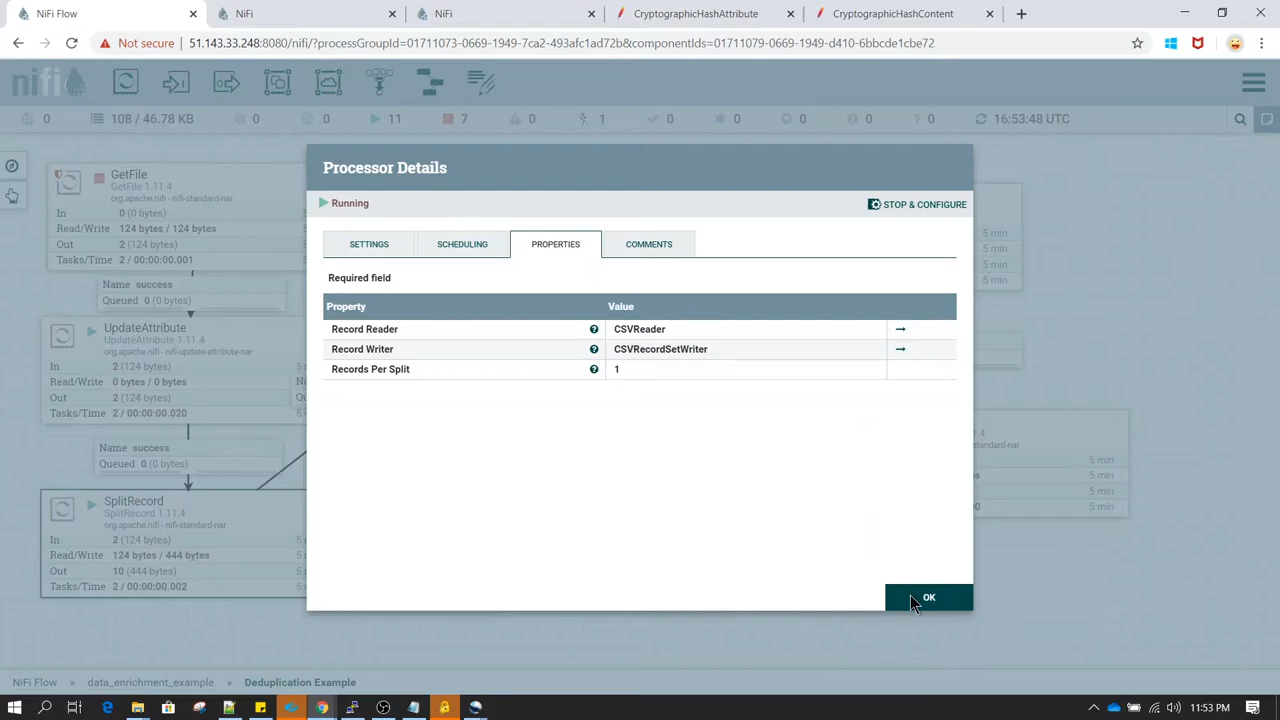 NiFi Flow
NiFi
NiFi
CryptographicHashAttribute
CryptographicHashContent
Not secure
51.143.33.248:8080/nifi/?processGroupId=01711073-0669-1949-7ca2-493afc1ad72b&componentIds=01711079-0669-1949-d410-6bbcde1cbe72
nifi
0
108 / 46.78 KB
0
0
11
7
0
1
0
0
0
0
0
16:53:48 UTC
GetFile
GetFile 1.11.4
org.apache.nifi - nifi-standard-nar
In 0 (0 bytes)
Read/Write 124 bytes / 124 bytes
Out 2 (124 bytes)
Tasks/Time 2 / 00:00:00.001
Name success
Queued 0 (0 bytes)
UpdateAttribute
UpdateAttribute 1.11.4
org.apache.nifi - nifi-update-attribute-nar
In 2 (124 bytes)
Read/Write 0 bytes / 0 bytes
Out 2 (124 bytes)
Tasks/Time 2 / 00:00:00.020
Name success
Queued 0 (0 bytes)
SplitRecord
SplitRecord 1.11.4
org.apache.nifi - nifi-standard-nar
In 2 (124 bytes)
Read/Write 124 bytes / 444 bytes
Out 10 (444 bytes)
Tasks/Time 2 / 00:00:00.002
Processor Details
Running
STOP & CONFIGURE
SETTINGS
SCHEDULING
PROPERTIES
COMMENTS
Required field
Property Value
Record Reader CSVReader
Record Writer CSVRecordSetWriter
Records Per Split 1
OK
5 min
5 min
5 min
5 min
standard-nar
5 min
5 min
5 min
5 min
NiFi Flow » data_enrichment_example » Deduplication Example
11:53 PM